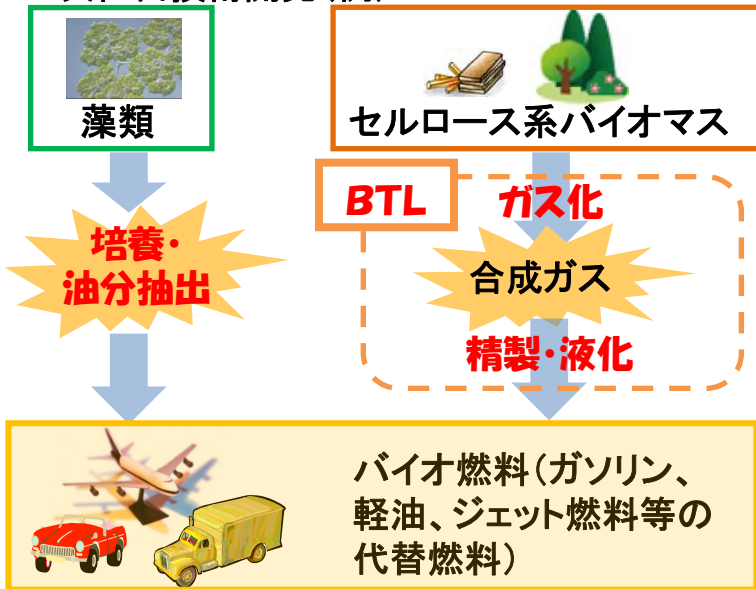 藻類
セルロース系バイオマス
BTL
ガス化
培養・
油分抽出
合成ガス
精製・液化
バイオ燃料(ガソリン、
軽油、ジェット燃料等の
代替燃料)